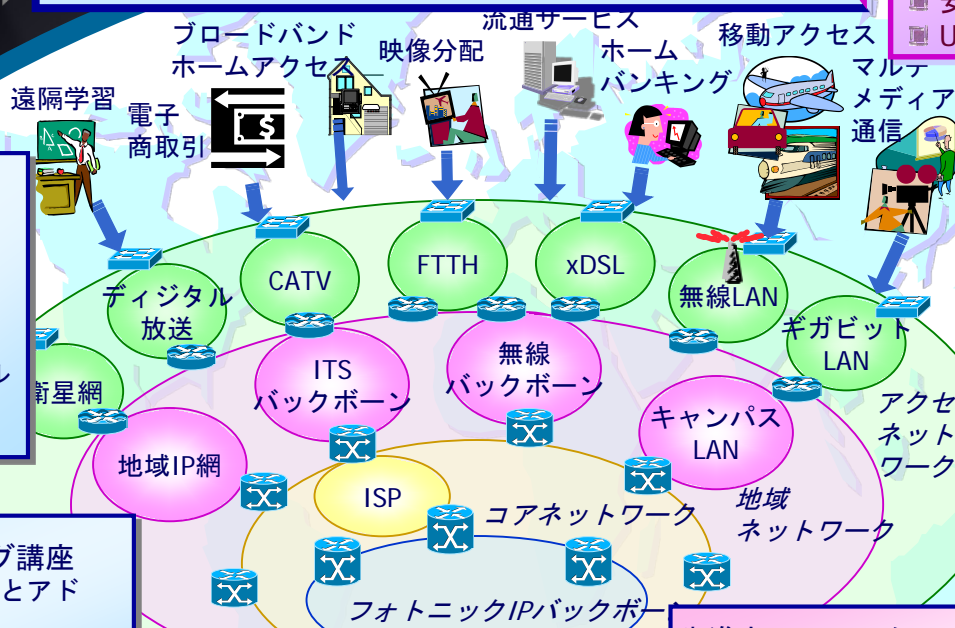 流通サービス
ブロードバンド
ホームアクセス
映像分配
ホーム
バンキング
移動アクセス
マルチ
メディア
通信
遠隔学習
電子
商取引
CATV
FTTH
xDSL
無線LAN
ディジタル
放送
ギガビット
LAN
衛星網
ITS
バックボーン
無線
バックボーン
キャンパス
LAN
地域IP網
ISP
アクセ
ネット
ワーク
地域
ネットワーク
コアネットワーク
フォトニックIPバックボーン
ブ講座
とアド